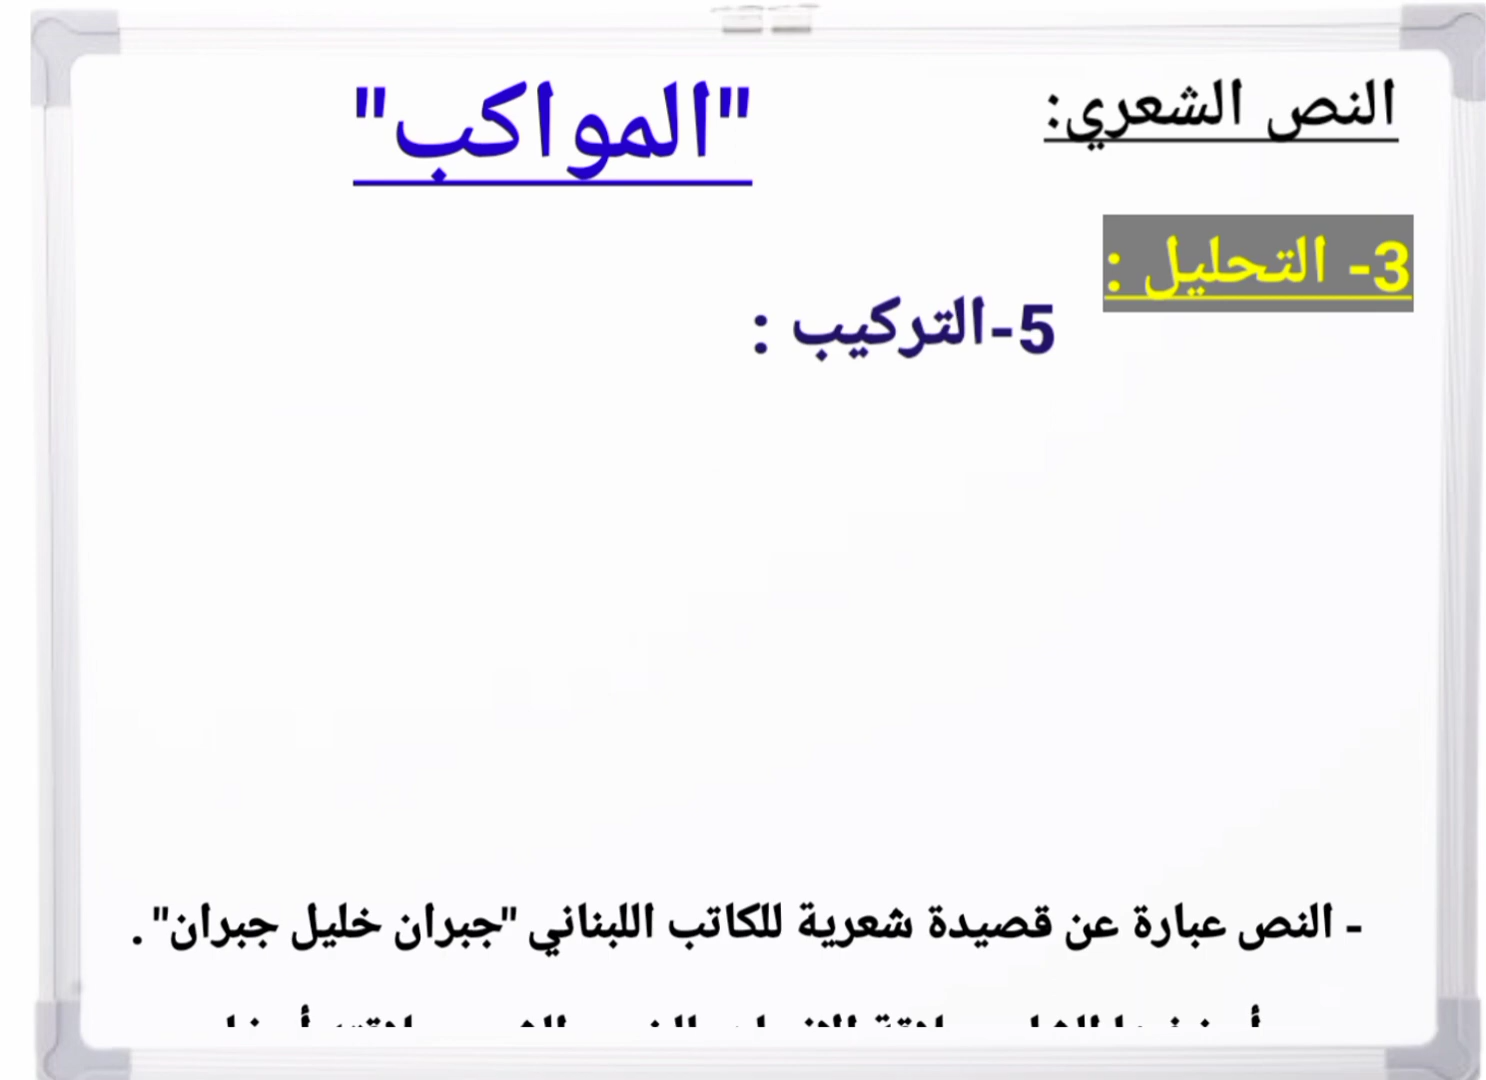 النص الشعري:
"المواكب"
3- التحليل :
5-التركيب :
- النص عبارة عن قصيدة شعرية للكاتب اللبناني "جبران خليل جبران" .